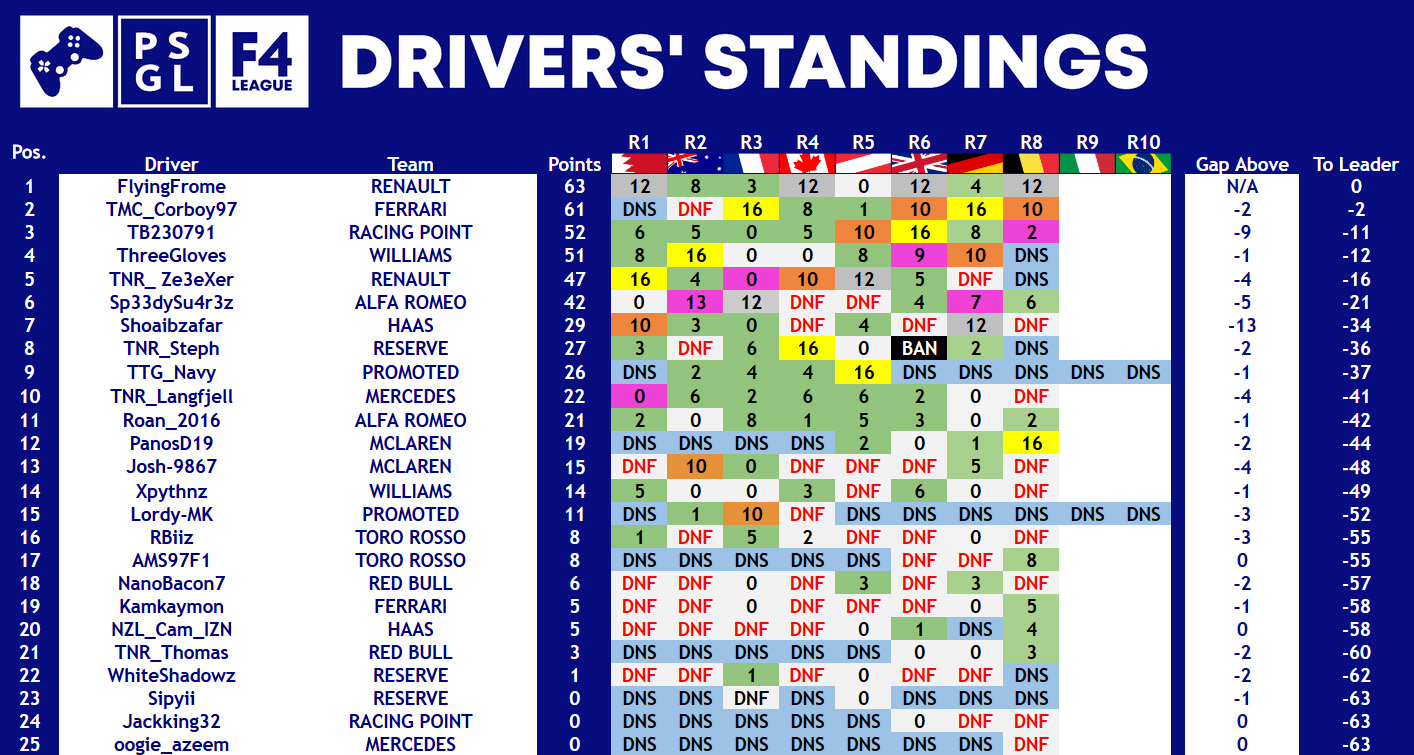 PS GL
F4 LEAGUE
DRIVERS' STANDINGS
R1 R2 R3 R4 R5 R6 R7 R8 R9 R10
Pos. Driver Team Points Gap Above To Leader
1 FlyingFrome RENAULT 63 12 8 3 12 0 12 4 12 N/A 0
2 TMC_Corboy97 FERRARI 61 DNS DNF 16 8 1 10 16 10 -2 -2
3 TB230791 RACING POINT 52 6 5 0 5 10 16 8 2 -9 -11
4 ThreeGloves WILLIAMS 51 8 16 0 0 8 9 10 DNS -1 -12
5 TNR_ Ze3eXer RENAULT 47 16 4 0 10 12 5 DNF DNS -4 -16
6 Sp33dySu4r3z ALFA ROMEO 42 0 13 12 DNF DNF 4 7 6 -5 -21
7 Shoaibzafar HAAS 29 10 3 0 DNF 4 DNF 12 DNF -13 -34
8 TNR_Steph RESERVE 27 3 DNF 6 16 0 BAN 2 DNS -2 -36
9 TTG_Navy PROMOTED 26 DNS 2 4 4 16 DNS DNS DNS DNS DNS -1 -37
10 TNR_Langfjell MERCEDES 22 0 6 2 6 6 2 0 DNF -4 -41
11 Roan_2016 ALFA ROMEO 21 2 0 8 1 5 3 0 2 -1 -42
12 PanosD19 MCLAREN 19 DNS DNS DNS DNS 2 0 1 16 -2 -44
13 Josh-9867 MCLAREN 15 DNF 10 0 DNF DNF DNF 5 DNF -4 -48
14 Xpythnz WILLIAMS 14 5 0 0 3 DNF 6 0 DNF -1 -49
15 Lordy-MK PROMOTED 11 DNS 1 10 DNF DNS DNS DNS DNS DNS DNS -3 -52
16 RBiiz TORO ROSSO 8 1 DNF 5 2 DNF DNF 0 DNF -3 -55
17 AMS97F1 TORO ROSSO 8 DNS DNS DNS DNS DNS DNF DNF 8 0 -55
18 NanoBacon7 RED BULL 6 DNF DNF 0 DNF 3 DNF 3 DNF -2 -57
19 Kamkaymon FERRARI 5 DNF DNF 0 DNF DNF DNF 0 5 -1 -58
20 NZL_Cam_IZN HAAS 5 DNF DNF DNF DNF 0 1 DNS 4 0 -58
21 TNR_Thomas RED BULL 3 DNS DNS DNS DNS DNS 0 0 3 -2 -60
22 WhiteShadowz RESERVE 1 DNF DNF 1 DNF 0 DNF DNF DNS -2 -62
23 Sipyii RESERVE 0 DNS DNS DNF DNS 0 DNS DNS DNS -1 -63
24 Jackking32 RACING POINT 0 DNS DNS DNS DNS DNS 0 DNF DNF 0 -63
25 oogie_azeem MERCEDES 0 DNS DNS DNS DNS DNS DNS DNS DNF 0 -63